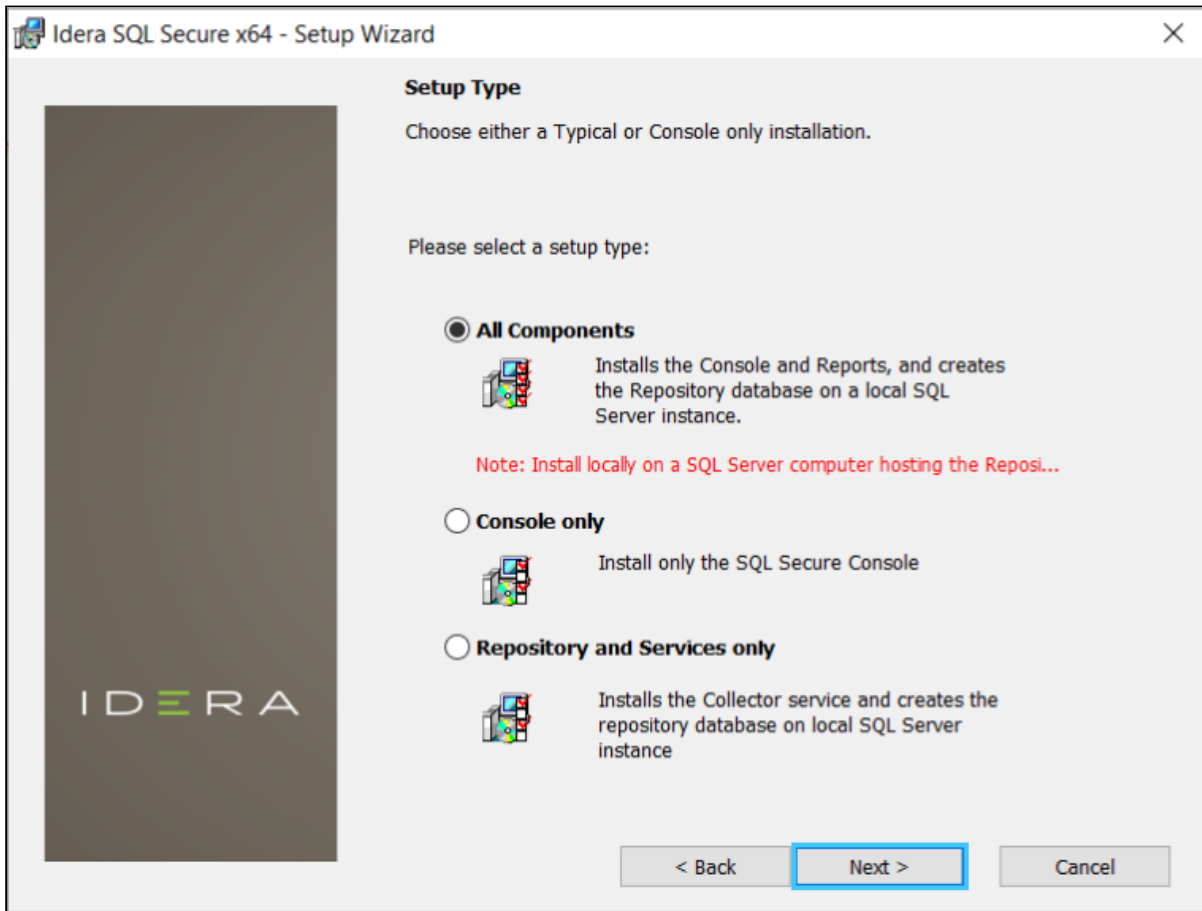 Idera SQL Secure x64 - Setup Wizard
Setup Type
Choose either a Typical or Console only installation.
Please select a setup type:
All Components
Installs the Console and Reports, and creates
the Repository database on a local SQL
Server instance.
Note: Install locally on a SQL Server computer hosting the Reposi...
Console only
Install only the SQL Secure Console
Repository and Services only
Installs the Collector service and creates the
repository database on local SQL Server
instance
IDERA
< Back Next > Cancel